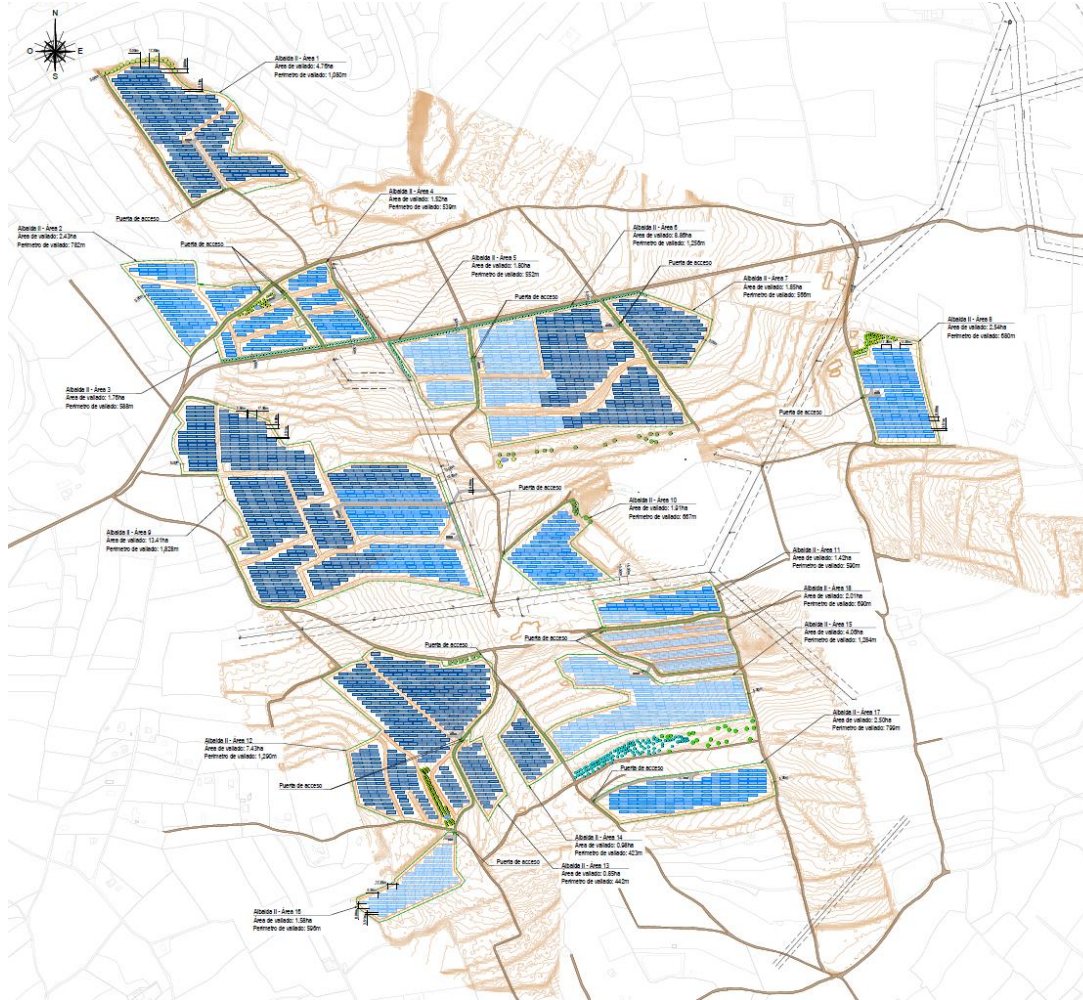 N
O E
S
Albaida II - Área 1
Área de vallado: 4.76ha
Perímetro de vallado: 1,080m
Puerta de acceso
Albaida II - Área 4
Área de vallado: 1.52ha
Perímetro de vallado: 539m
Albaida II - Área 2
Área de vallado: 2.42ha
Perímetro de vallado: 782m
Puerta de acceso
Albaida II - Área 5
Área de vallado: 1.80ha
Perímetro de vallado: 552m
Albaida II - Área 6
Área de vallado: 8.86ha
Perímetro de vallado: 1,256m
Puerta de acceso
Albaida II - Área 7
Área de vallado: 1.85ha
Perímetro de vallado: 566m
Puerta de acceso
Albaida II - Área 8
Área de vallado: 2.54ha
Perímetro de vallado: 680m
Albaida II - Área 3
Área de vallado: 1.76ha
Perímetro de vallado: 588m
Puerta de acceso
Puerta de acceso
Albaida II - Área 10
Área de vallado: 1.91ha
Perímetro de vallado: 667m
Albaida II - Área 9
Área de vallado: 13.41ha
Perímetro de vallado: 1,828m
Albaida II - Área 11
Área de vallado: 1.42ha
Perímetro de vallado: 590m
Albaida II - Área 18
Área de vallado: 2.01ha
Perímetro de vallado: 690m
Puerta de acceso
Puerta de acceso
Albaida II - Área 15
Área de vallado: 4.06ha
Perímetro de vallado: 1,284m
Albaida II - Área 17
Área de vallado: 2.50ha
Perímetro de vallado: 799m
Albaida II - Área 12
Área de vallado: 7.43ha
Perímetro de vallado: 1,290m
Puerta de acceso
Puerta de acceso
Albaida II - Área 14
Área de vallado: 0.98ha
Perímetro de vallado: 423m
Puerta de acceso
Albaida II - Área 13
Área de vallado: 0.85ha
Perímetro de vallado: 442m
Albaida II - Área 16
Área de vallado: 1.58ha
Perímetro de vallado: 596m